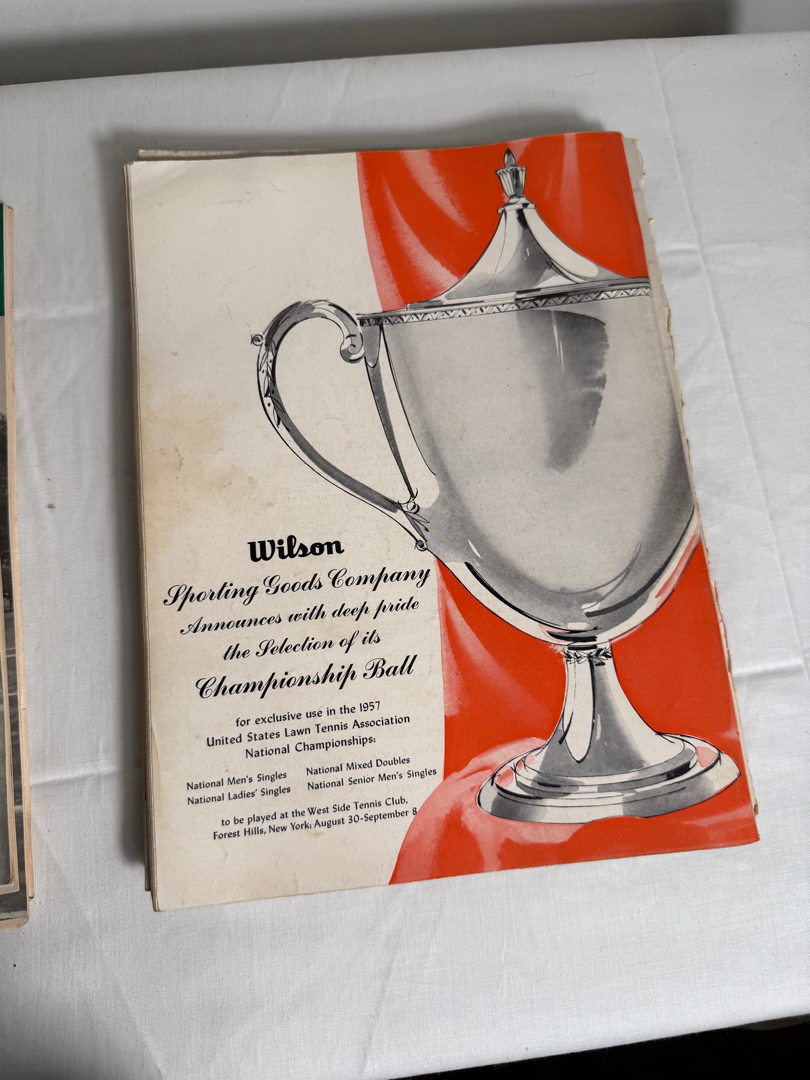 Wilson
Sporting Goods Company
Announces with deep pride
the Selection of its
Championship Ball
for exclusive use in the 1957
United States Lawn Tennis Association
National Championships:
National Men's Singles
National Ladies' Singles
National Mixed Doubles
National Senior Men's Singles
to be played at the West Side Tennis Club,
Forest Hills, New York; August 30-September 8